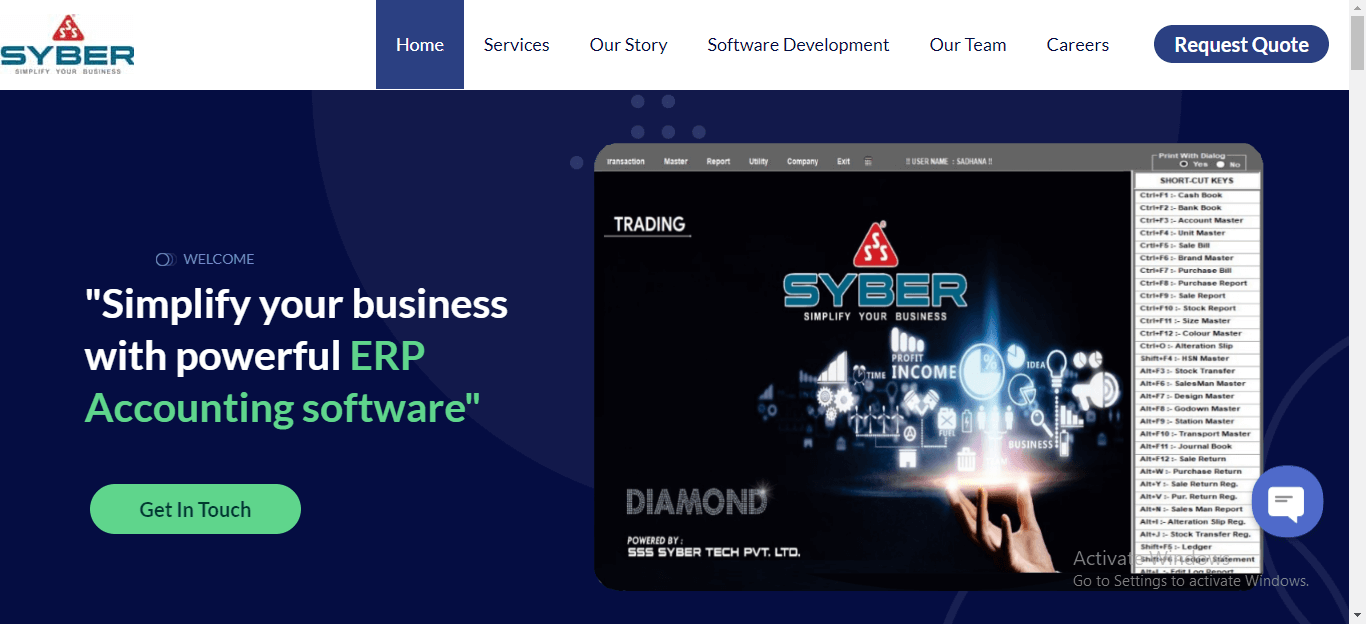 SSS
SYBER
SIMPLIFY YOUR BUSINESS
Home
Services
Our Story
Software Development
Our Team
Careers
Request Quote
WELCOME
"Simplify your business
with powerful ERP
Accounting software"
Get In Touch
Transaction Master Report Utility Company Exit !! USER NAME : SADHANA !!
Print With Dialog
Yes No
TRADING
SSS
SYBER
SIMPLIFY YOUR BUSINESS
PROFIT
INCOME
TIME
IDEA
%
FUEL
BUSINESS
TEAM
DIAMOND
POWERED BY :
SSS SYBER TECH PVT. LTD.
SHORT-CUT KEYS
Ctrl+F1 :- Cash Book
Ctrl+F2 :- Bank Book
Ctrl+F3 :- Account Master
Ctrl+F4 :- Unit Master
Crtl+F5 :- Sale Bill
Ctrl+F6 :- Brand Master
Ctrl+F7 :- Purchase Bill
Ctrl+F8 :- Purchase Report
Ctrl+F9 :- Sale Report
Ctrl+F10 :- Stock Report
Ctrl+F11 :- Size Master
Ctrl+F12 :- Colour Master
Ctrl+O :- Alteration Slip
Shift+F4 :- HSN Master
Alt+F3 :- Stock Transfer
Alt+F6 :- SalesMan Master
Alt+F7 :- Design Master
Alt+F8 :- Godown Master
Alt+F9 :- Station Master
Alt+F10 :- Transport Master
Alt+F11 :- Journal Book
Alt+F12 :- Sale Return
Alt+W :- Purchase Return
Alt+Y :- Sale Return Reg.
Alt+V :- Pur. Return Reg.
Alt+N :- Sales Man Report
Alt+I :- Alteration Slip Reg.
Alt+J :- Stock Transfer Reg.
Shift+F5 :- Ledger
Shift+F6 :- Ledger Statement
Alt+L :- Edit Log Report
Activate Windows
Go to Settings to activate Windows.